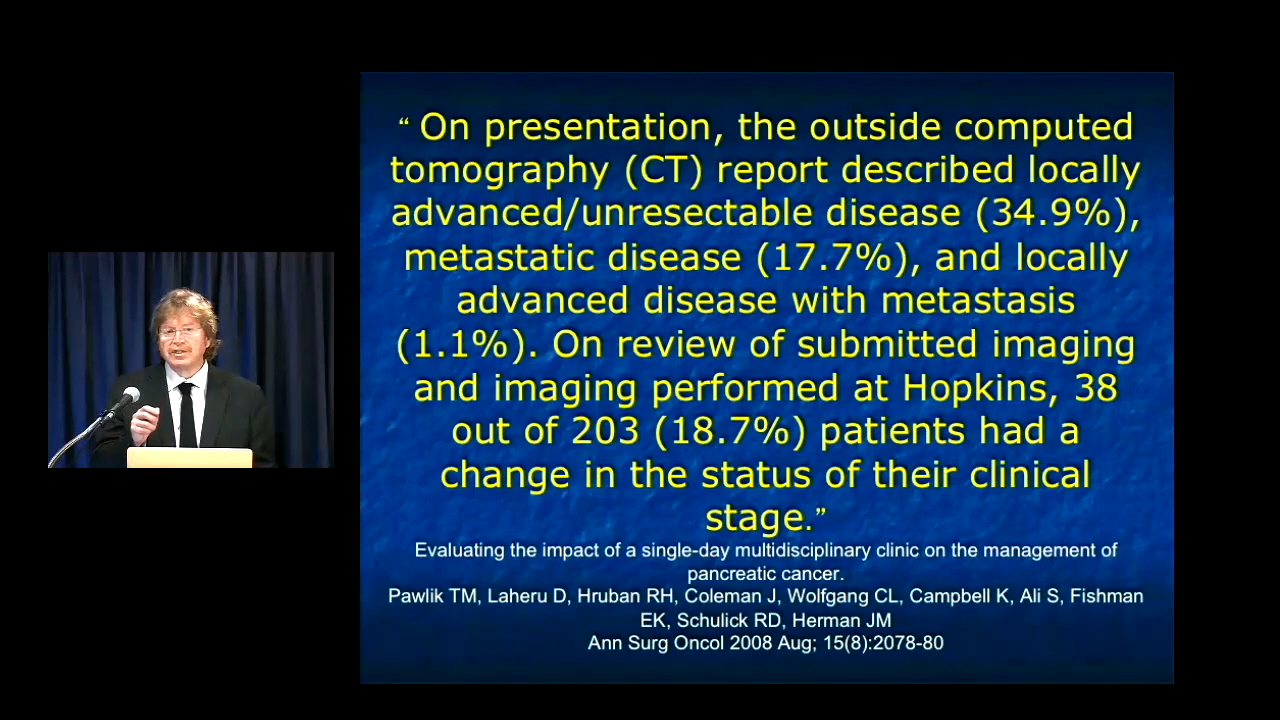 “ On presentation, the outside computed
tomography (CT) report described locally
advanced/unresectable disease (34.9%),
metastatic disease (17.7%), and locally
advanced disease with metastasis
(1.1%). On review of submitted imaging
and imaging performed at Hopkins, 38
out of 203 (18.7%) patients had a
change in the status of their clinical
stage.”
Evaluating the impact of a single-day multidisciplinary clinic on the management of
pancreatic cancer.
Pawlik TM, Laheru D, Hruban RH, Coleman J, Wolfgang CL, Campbell K, Ali S, Fishman
EK, Schulick RD, Herman JM
Ann Surg Oncol 2008 Aug; 15(8):2078-80